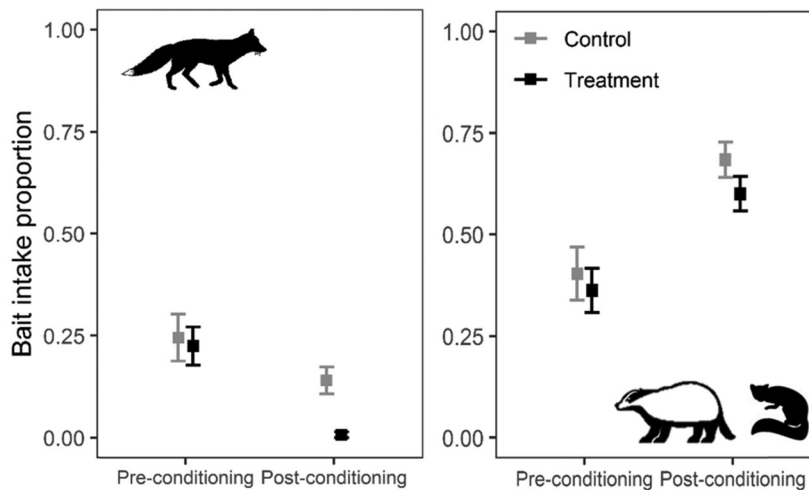 Bait intake proportion
1.00
0.75
0.50
0.25
0.00
Pre-conditioning Post-conditioning
1.00
0.75
0.50
0.25
0.00
Control
Treatment
Pre-conditioning Post-conditioning